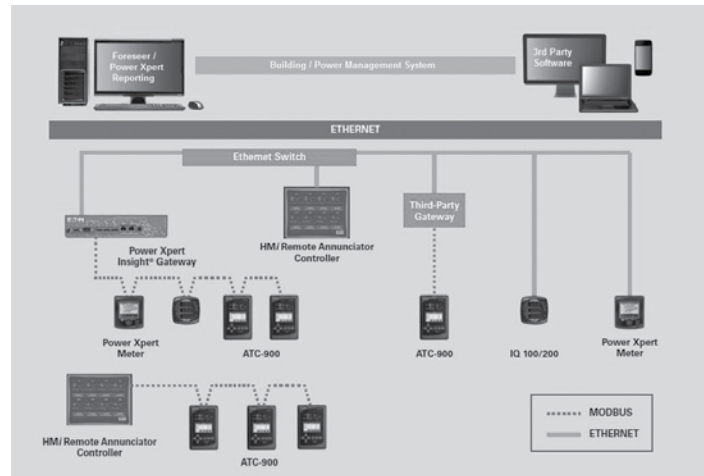 Foreseer /
Power Xpert
Reporting
Building / Power Management System
3rd Party
Software
ETHERNET
Ethernet Switch
Third-Party
Gateway
Power Xpert
Insight® Gateway
HMi Remote Annunciator
Controller
Power Xpert
Meter
ATC-900
ATC-900
IQ 100/200
Power Xpert
Meter
HMi Remote Annunciator
Controller
ATC-900
MODBUS
ETHERNET